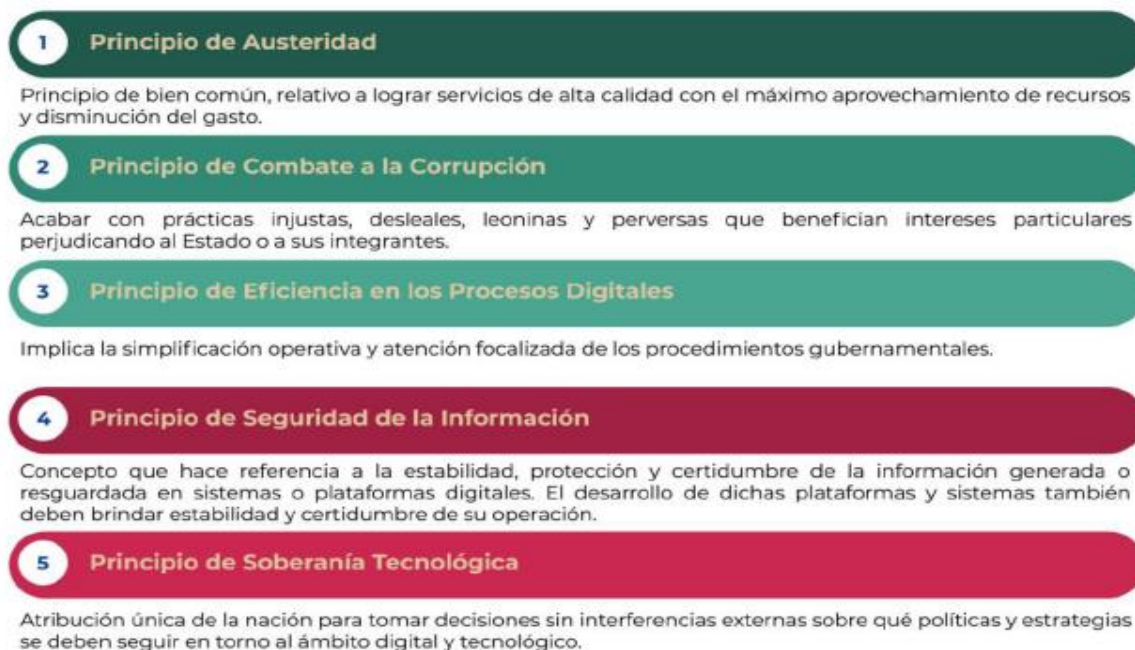 1 Principio de Austeridad
Principio de bien común, relativo a lograr servicios de alta calidad con el máximo aprovechamiento de recursos
y disminución del gasto.
2 Principio de Combate a la Corrupción
Acabar con prácticas injustas, desleales, leoninas y perversas que benefician intereses particulares
perjudicando al Estado o a sus integrantes.
3 Principio de Eficiencia en los Procesos Digitales
Implica la simplificación operativa y atención focalizada de los procedimientos gubernamentales.
4 Principio de Seguridad de la Información
Concepto que hace referencia a la estabilidad, protección y certidumbre de la información generada o
resguardada en sistemas o plataformas digitales. El desarrollo de dichas plataformas y sistemas también
deben brindar estabilidad y certidumbre de su operación.
5 Principio de Soberanía Tecnológica
Atribución única de la nación para tomar decisiones sin interferencias externas sobre qué políticas y estrategias
se deben seguir en torno al ámbito digital y tecnológico.